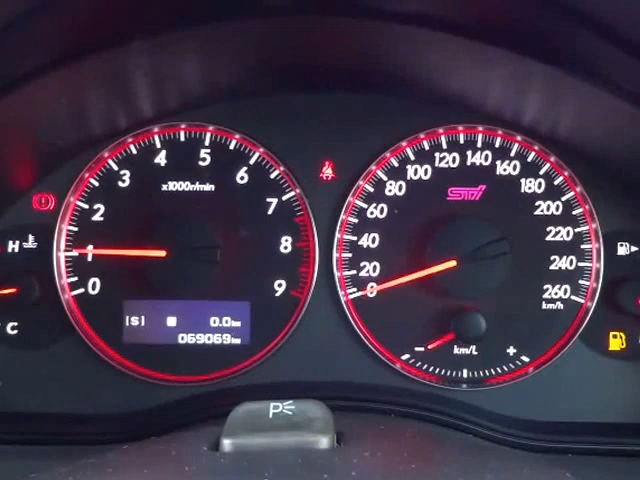 0 1 2 3 4 5 6 7 8 9
x1000r/min
[S] 0.0km
069069km
H
C
0 20 40 60 80 100 120 140 160 180 200 220 240 260
km/h
STI
- km/L +
P